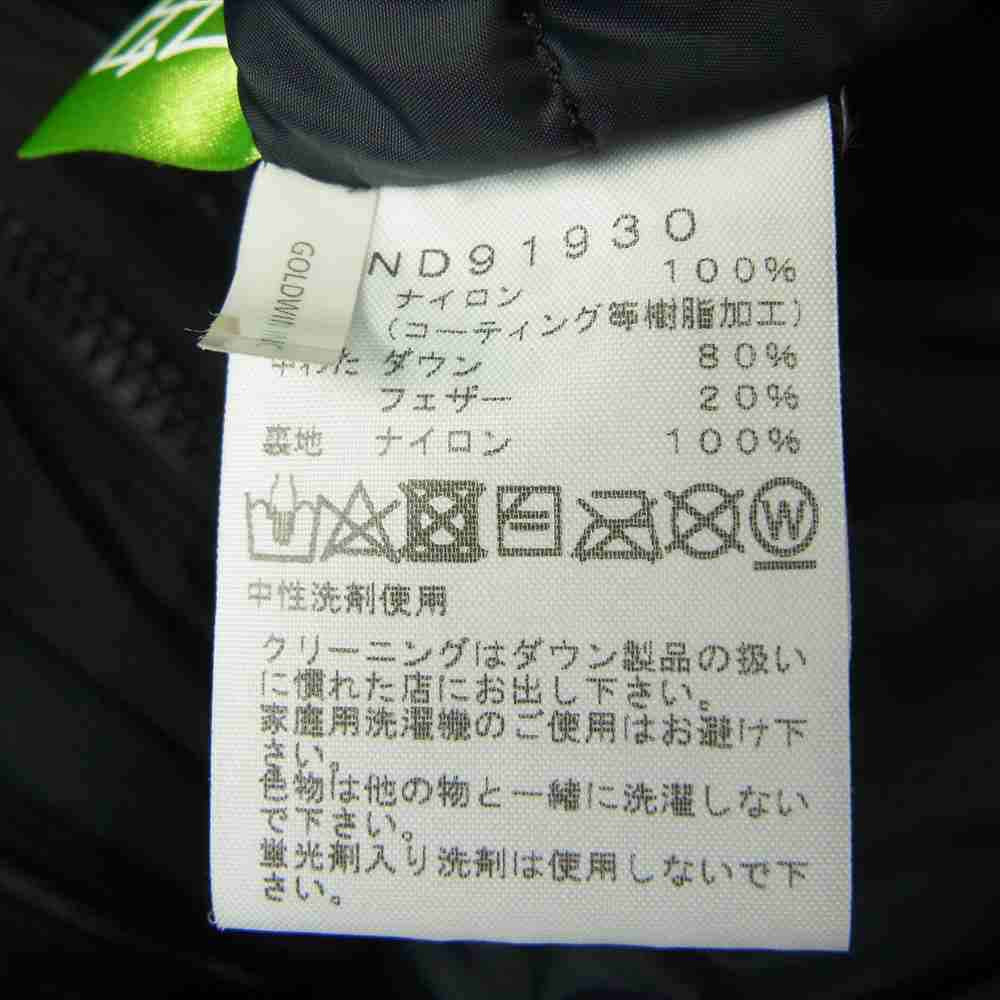 GOLDWIN
ND91930
ナイロン 100%
(コーティング等樹脂加工)
中わた ダウン 80%
フェザー 20%
裏地 ナイロン 100%
W
中性洗剤使用
クリーニングはダウン製品の扱い
に慣れた店にお出し下さい。
家庭用洗濯機のご使用はお避け下
さい。
色物は他の物と一緒に洗濯しない
で下さい。
蛍光剤入り洗剤は使用しないで下
さい。